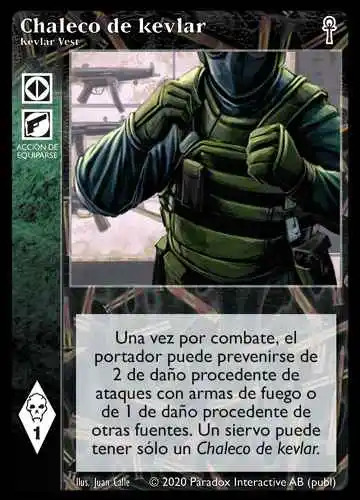 Chaleco de kevlar
Kevlar Vest
ACCIÓN DE
EQUIPARSE
Una vez por combate, el
portador puede prevenirse de
2 de daño procedente de
ataques con armas de fuego o
de 1 de daño procedente de
otras fuentes. Un siervo puede
tener sólo un Chaleco de kevlar.
1
Ilus. Juan Calle
© 2020 Paradox Interactive AB (publ)